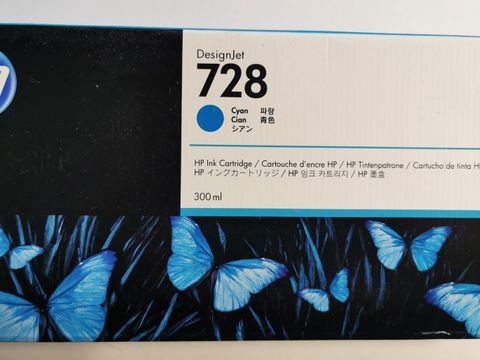 DesignJet
728
Cyan 파랑
Cian 青色
シアン
HP Ink Cartridge / Cartouche d'encre HP / HP Tintenpatrone / Cartucho de tinta H
HP インクカートリッジ / HP 잉크 카트리지 / HP 墨盒
300 ml